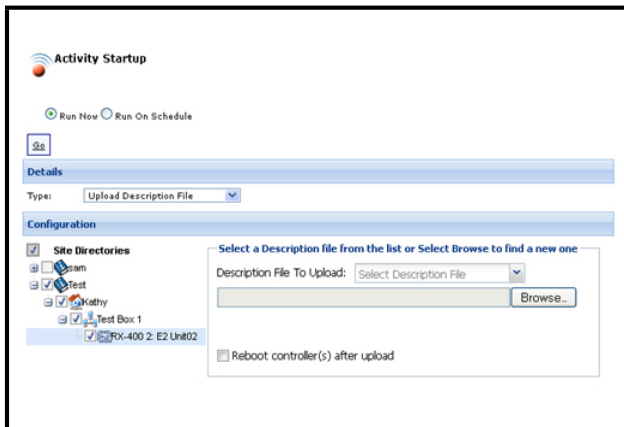 Activity Startup
Run Now Run On Schedule
Go
Details
Type: Upload Description File
Configuration
Site Directories
sam
Test
Kathy
Test Box 1
RX-400 2: E2 Unit02
Select a Description file from the list or Select Browse to find a new one
Description File To Upload: Select Description File
Browse...
Reboot controller(s) after upload